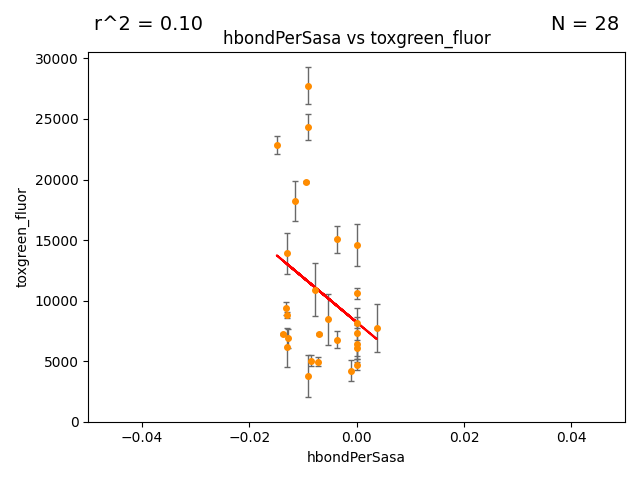 r^2 = 0.10
N = 28
hbondPerSasa vs toxgreen_fluor
30000
25000
20000
15000
10000
5000
0
toxgreen_fluor
−0.04
−0.02
0.00
0.02
0.04
hbondPerSasa